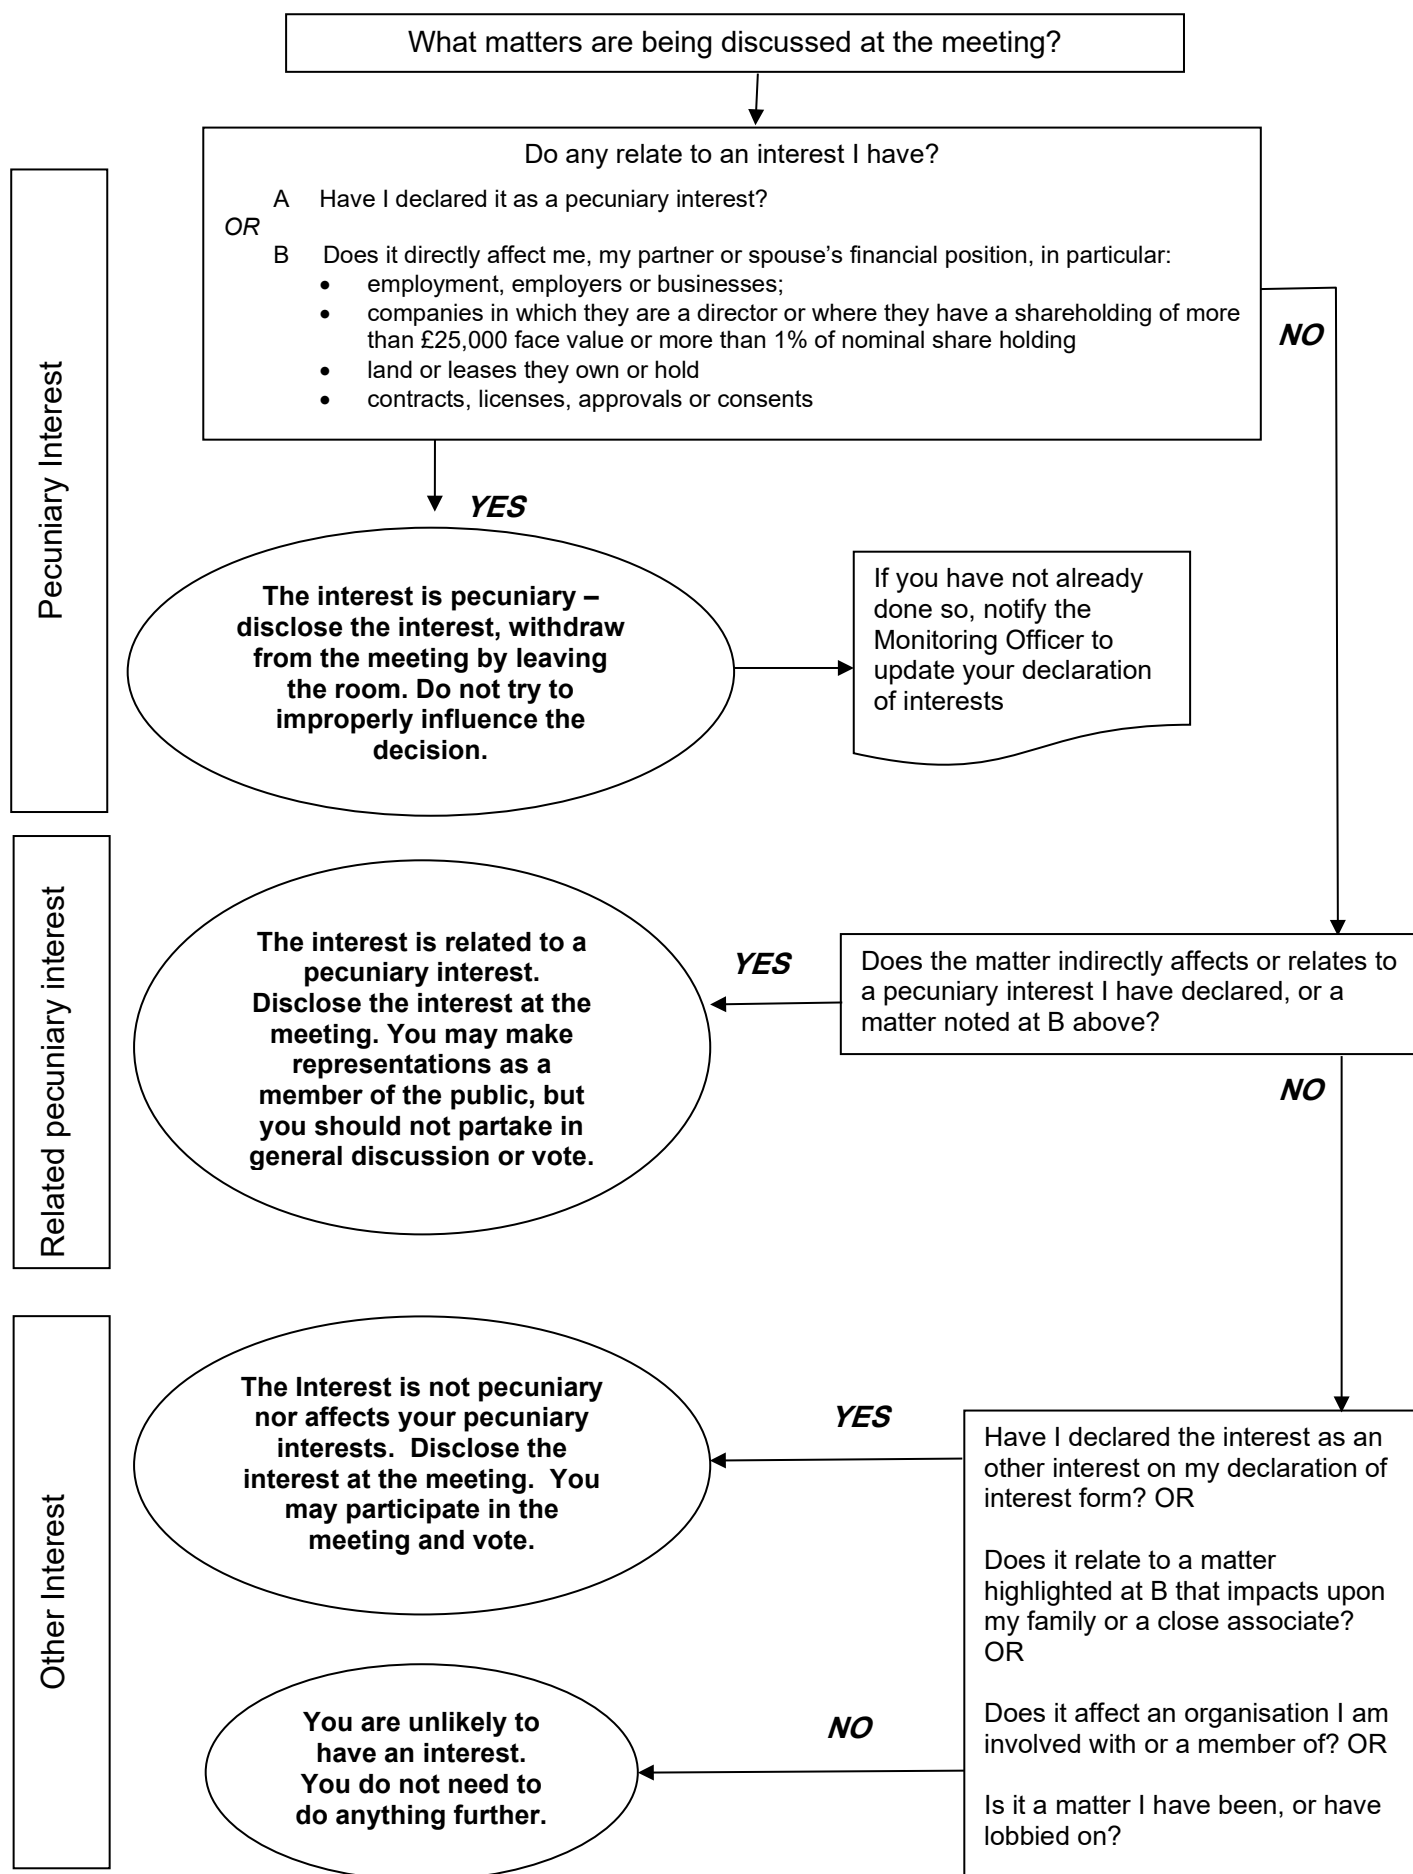 What matters are being discussed at the meeting?
Do any relate to an interest I have?
A Have I declared it as a pecuniary interest?
OR
B Does it directly affect me, my partner or spouse’s financial position, in particular:
• employment, employers or businesses;
• companies in which they are a director or where they have a shareholding of more
than £25,000 face value or more than 1% of nominal share holding
• land or leases they own or hold
• contracts, licenses, approvals or consents
NO
Pecuniary Interest
YES
The interest is pecuniary –
disclose the interest, withdraw
from the meeting by leaving
the room. Do not try to
improperly influence the
decision.
If you have not already
done so, notify the
Monitoring Officer to
update your declaration
of interests
Related pecuniary interest
The interest is related to a
pecuniary interest.
Disclose the interest at the
meeting. You may make
representations as a
member of the public, but
you should not partake in
general discussion or vote.
YES
Does the matter indirectly affects or relates to
a pecuniary interest I have declared, or a
matter noted at B above?
NO
Other Interest
The Interest is not pecuniary
nor affects your pecuniary
interests. Disclose the
interest at the meeting. You
may participate in the
meeting and vote.
YES
Have I declared the interest as an
other interest on my declaration of
interest form? OR
Does it relate to a matter
highlighted at B that impacts upon
my family or a close associate?
OR
Does it affect an organisation I am
involved with or a member of? OR
Is it a matter I have been, or have
lobbied on?
NO
You are unlikely to
have an interest.
You do not need to
do anything further.